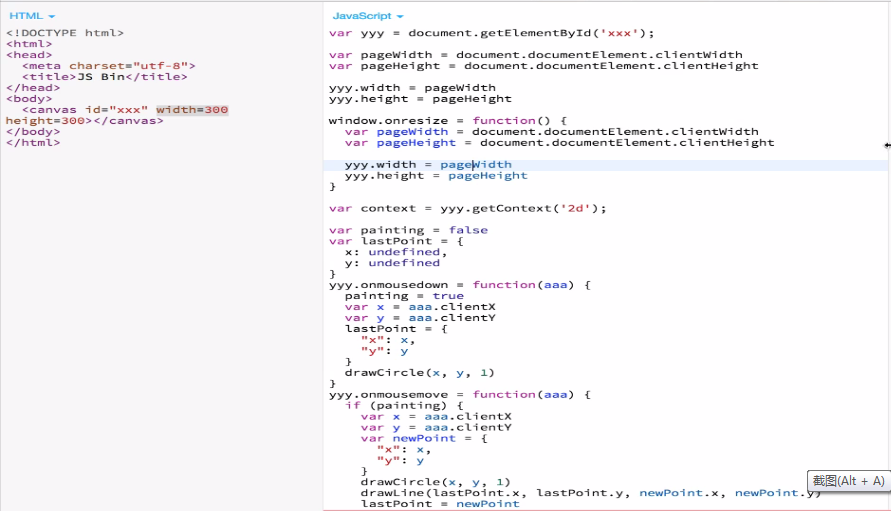 HTML
<!DOCTYPE html>
<html>
<head>
  <meta charset="utf-8">
  <title>JS Bin</title>
</head>
<body>
  <canvas id="xxx" width=300
height=300></canvas>
</body>
</html>
JavaScript
var yyy = document.getElementById('xxx');

var pageWidth = document.documentElement.clientWidth
var pageHeight = document.documentElement.clientHeight

yyy.width = pageWidth
yyy.height = pageHeight

window.onresize = function() {
  var pageWidth = document.documentElement.clientWidth
  var pageHeight = document.documentElement.clientHeight

  yyy.width = pageWidth
  yyy.height = pageHeight
}

var context = yyy.getContext('2d');

var painting = false
var lastPoint = {
  x: undefined,
  y: undefined
}
yyy.onmousedown = function(aaa) {
  painting = true
  var x = aaa.clientX
  var y = aaa.clientY
  lastPoint = {
    "x": x,
    "y": y
  }
  drawCircle(x, y, 1)
}
yyy.onmousemove = function(aaa) {
  if (painting) {
    var x = aaa.clientX
    var y = aaa.clientY
    var newPoint = {
      "x": x,
      "y": y
    }
    drawCircle(x, y, 1)
    drawLine(lastPoint.x, lastPoint.y, newPoint.x, newPoint.y)
    lastPoint = newPoint
截图(Alt + A)